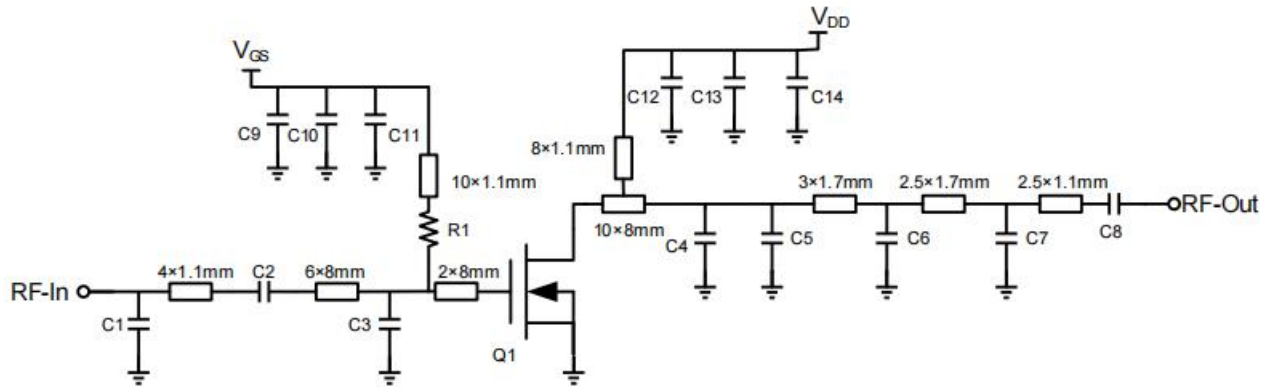 V_DD
V_GS
C12 C13 C14
C9 C10 C11
8×1.1mm
10×1.1mm
3×1.7mm 2.5×1.7mm 2.5×1.1mm
RF-Out
R1
10×8mm
C4 C5 C6 C7 C8
4×1.1mm C2 6×8mm 2×8mm
RF-In
C1 C3
Q1